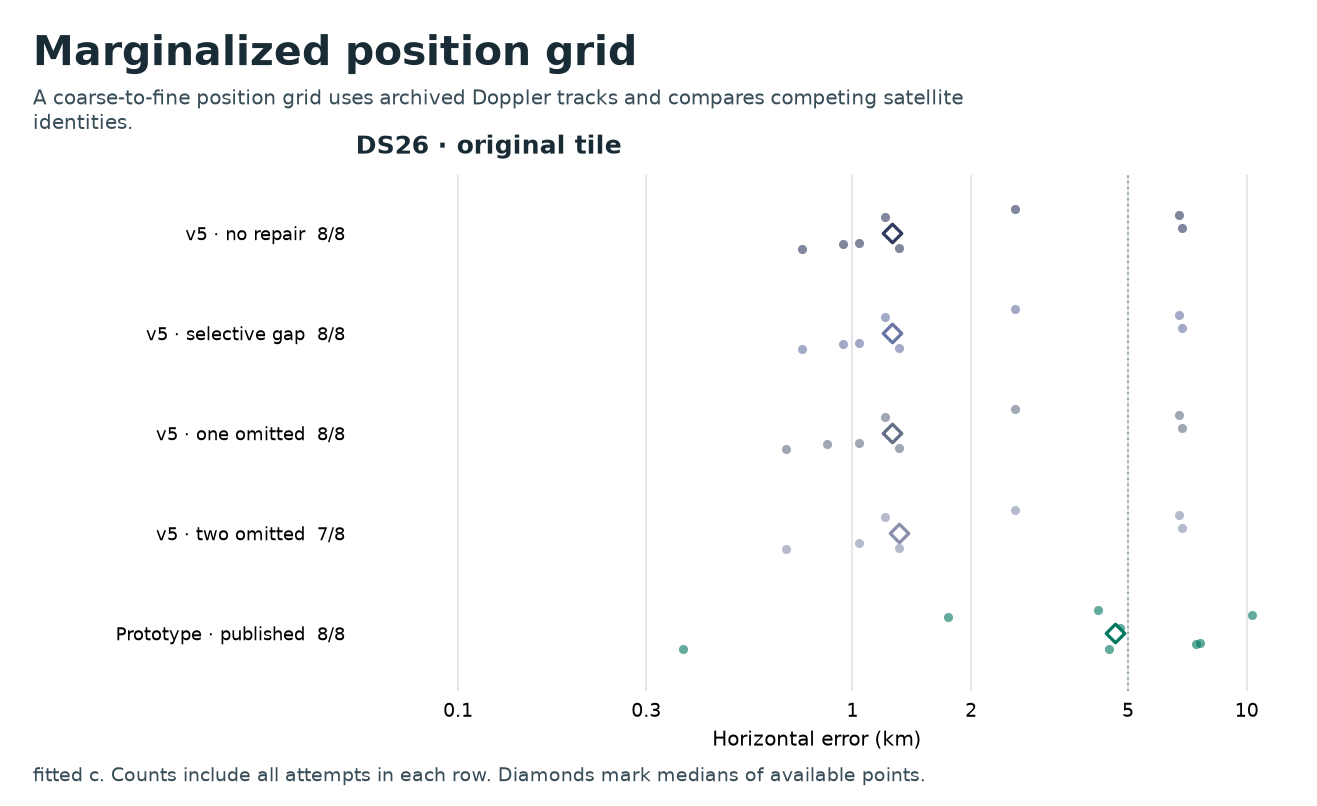 Marginalized position grid
A coarse-to-fine position grid uses archived Doppler tracks and compares competing satellite
identities.
DS26 · original tile
v5 · no repair 8/8
v5 · selective gap 8/8
v5 · one omitted 8/8
v5 · two omitted 7/8
Prototype · published 8/8
0.1 0.3 1 2 5 10
Horizontal error (km)
fitted c. Counts include all attempts in each row. Diamonds mark medians of available points.